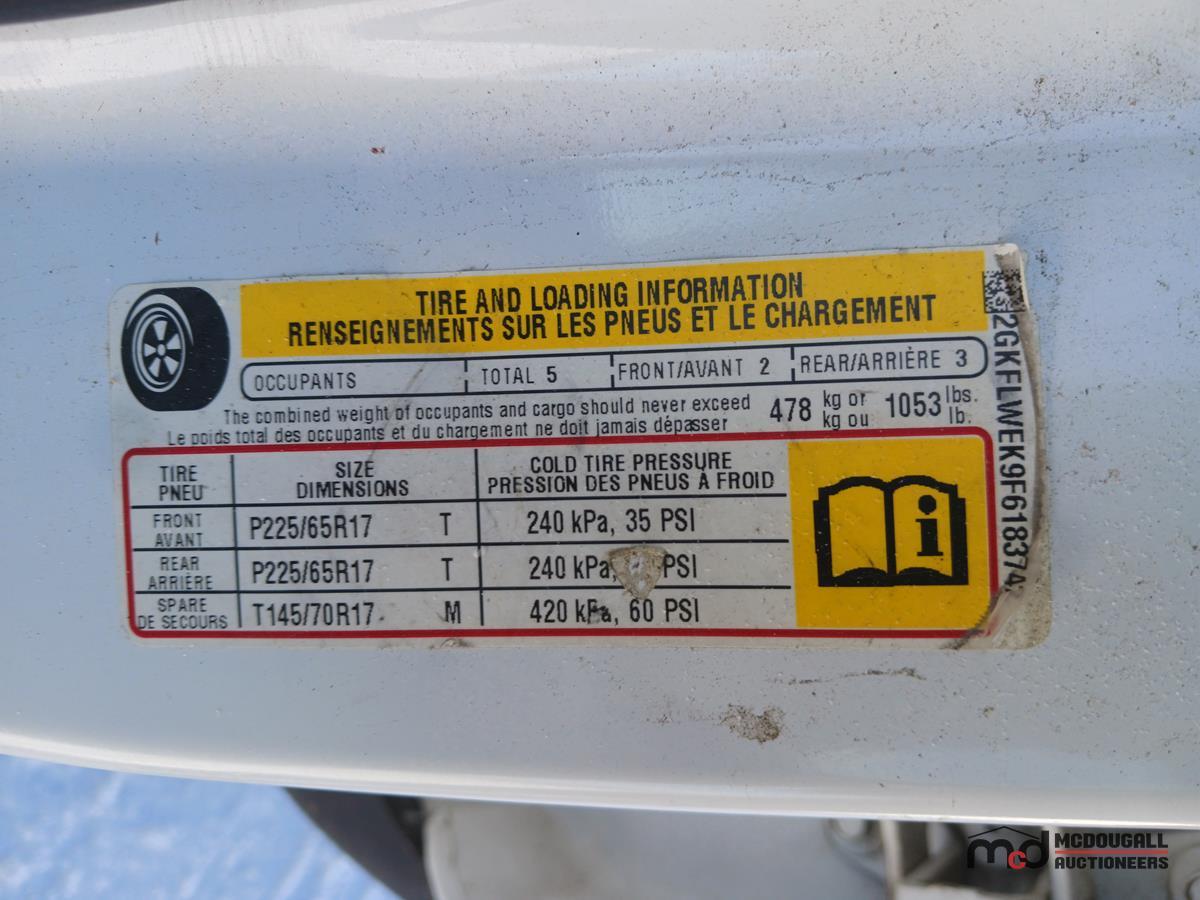 TIRE AND LOADING INFORMATION
RENSEIGNEMENTS SUR LES PNEUS ET LE CHARGEMENT
OCCUPANTS TOTAL 5 FRONT/AVANT 2 REAR/ARRIÈRE 3
The combined weight of occupants and cargo should never exceed 478 kg or 1053 lbs.
Le poids total des occupants et du chargement ne doit jamais dépasser kg ou lb.
TIRE SIZE COLD TIRE PRESSURE
PNEU DIMENSIONS PRESSION DES PNEUS À FROID
FRONT
AVANT P225/65R17 T 240 kPa, 35 PSI
REAR
ARRIÈRE P225/65R17 T 240 kPa, PSI
SPARE
DE SECOURS T145/70R17 M 420 kPa, 60 PSI
i
2GKFLWEK9F618374
mcd MCDOUGALL
AUCTIONEERS